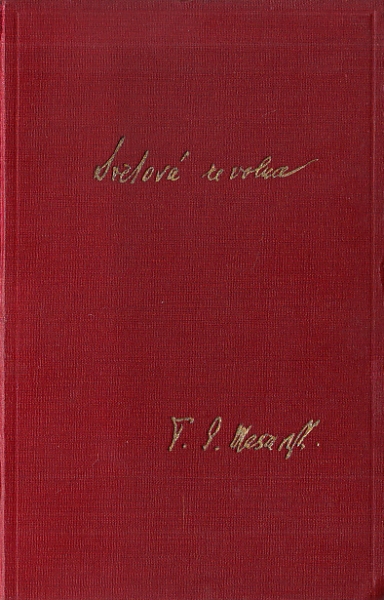 Světová revoluce
T. G. Masaryk.